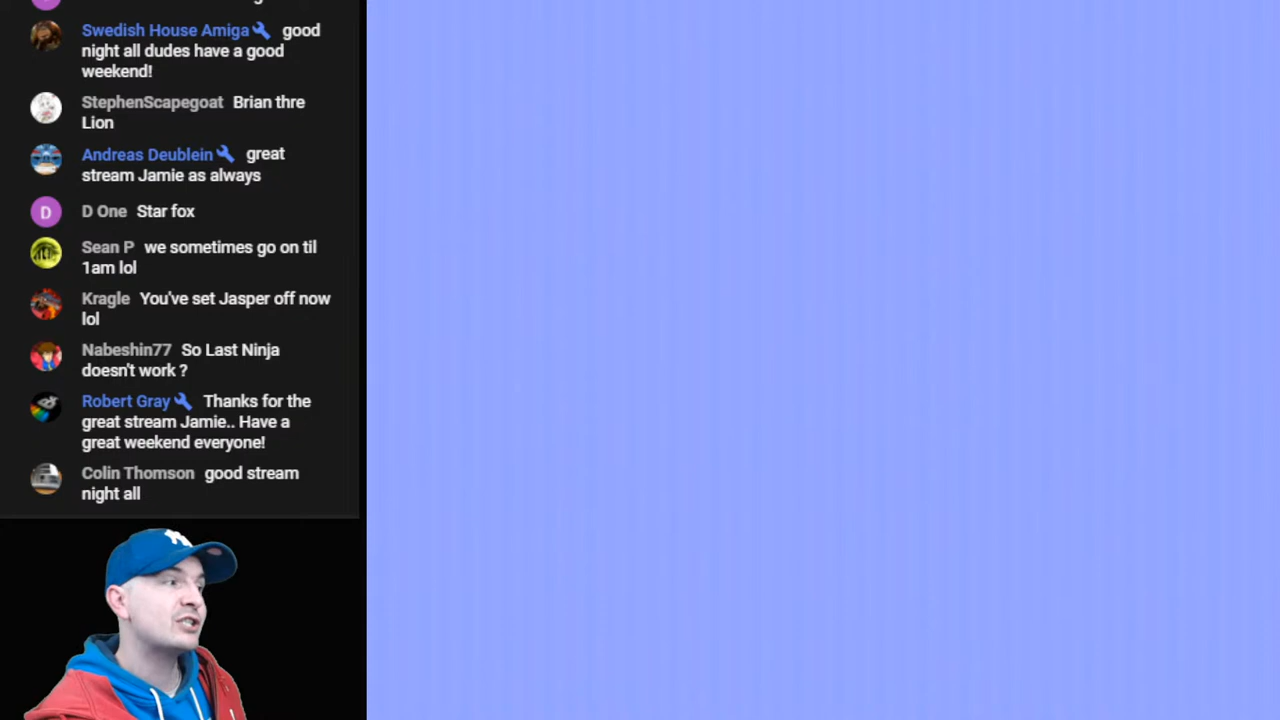 Swedish House Amiga good
night all dudes have a good
weekend!
StephenScapegoat Brian thre
Lion
Andreas Deublein great
stream Jamie as always
D D One Star fox
Sean P we sometimes go on til
1am lol
Kragle You've set Jasper off now
lol
Nabeshin77 So Last Ninja
doesn't work ?
Robert Gray Thanks for the
great stream Jamie.. Have a
great weekend everyone!
Colin Thomson good stream
night all